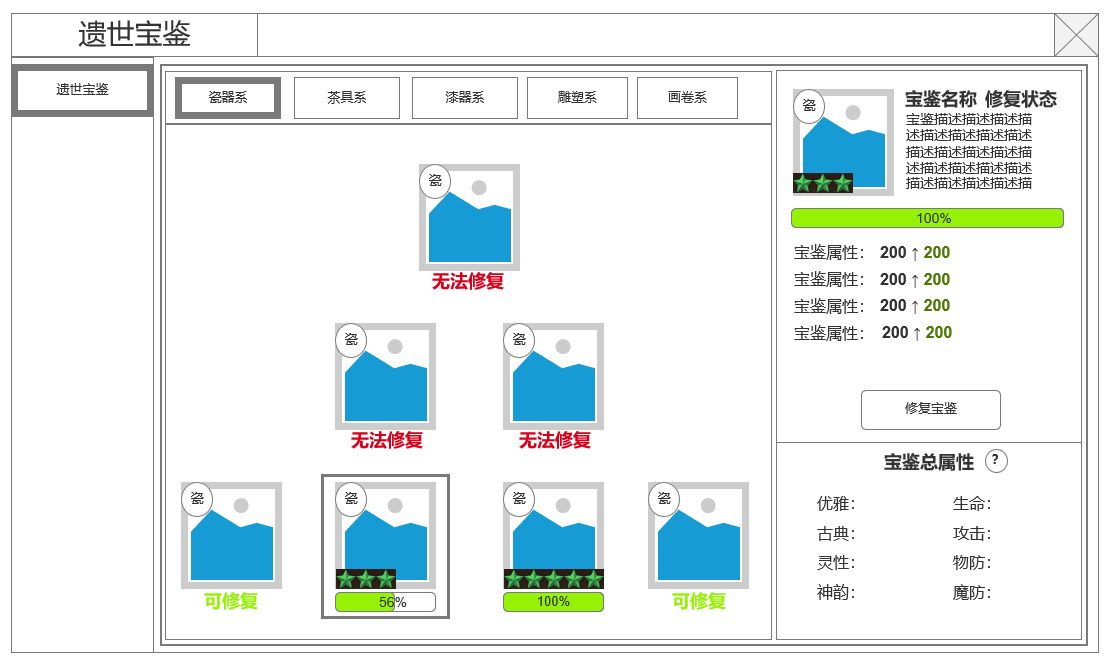 遗世宝鉴
遗世宝鉴
瓷器系
茶具系
漆器系
雕塑系
画卷系
瓷
无法修复
瓷
无法修复
瓷
无法修复
瓷
可修复
瓷
56%
瓷
100%
瓷
可修复
瓷
宝鉴名称 修复状态
宝鉴描述描述描述描
述描述描述描述描述
描述描述描述描述描
述描述描述描述描述
描述描述描述描述描
100%
宝鉴属性： 200 ↑ 200
宝鉴属性： 200 ↑ 200
宝鉴属性： 200 ↑ 200
宝鉴属性： 200 ↑ 200
修复宝鉴
宝鉴总属性 ?
优雅： 生命：
古典： 攻击：
灵性： 物防：
神韵： 魔防：